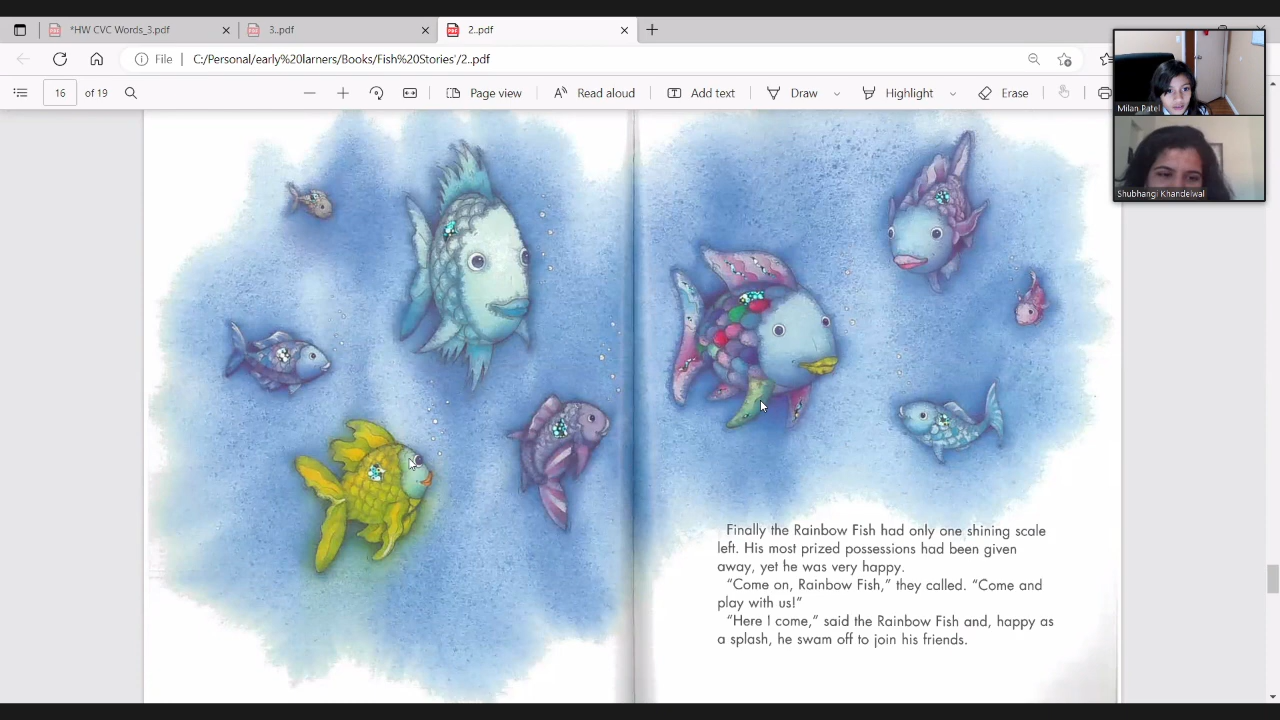 *HW CVC Words_3.pdf
3..pdf
2..pdf
File
C:/Personal/early%20larners/Books/Fish%20Stories'/2..pdf
16 of 19
Page view
Read aloud
Add text
Draw
Highlight
Erase
Milan Patel
Shubhangi Khandelwal
Finally the Rainbow Fish had only one shining scale
left. His most prized possessions had been given
away, yet he was very happy.
“Come on, Rainbow Fish,” they called. “Come and
play with us!”
“Here I come,” said the Rainbow Fish and, happy as
a splash, he swam off to join his friends.